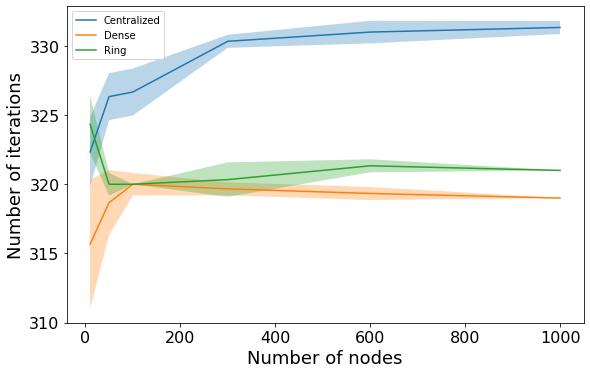 Centralized
Dense
Ring
330
325
320
315
310
Number of iterations
0 200 400 600 800 1000
Number of nodes